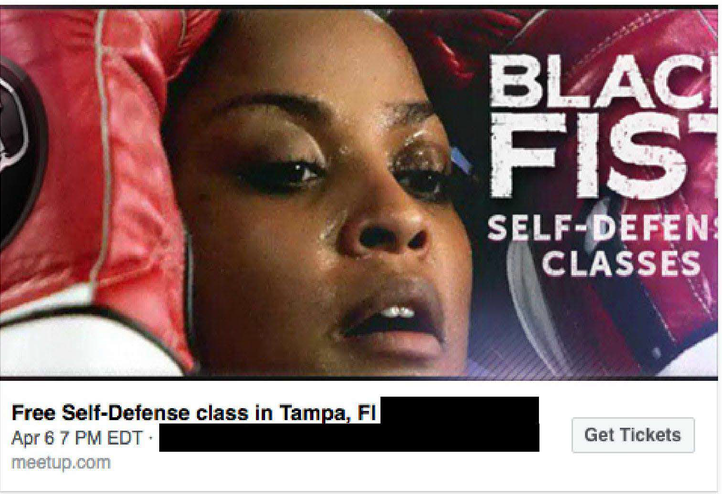 BLAC
FIST
SELF-DEFENS
CLASSES
Free Self-Defense class in Tampa, Fl
Apr 6 7 PM EDT ·
Get Tickets
meetup.com